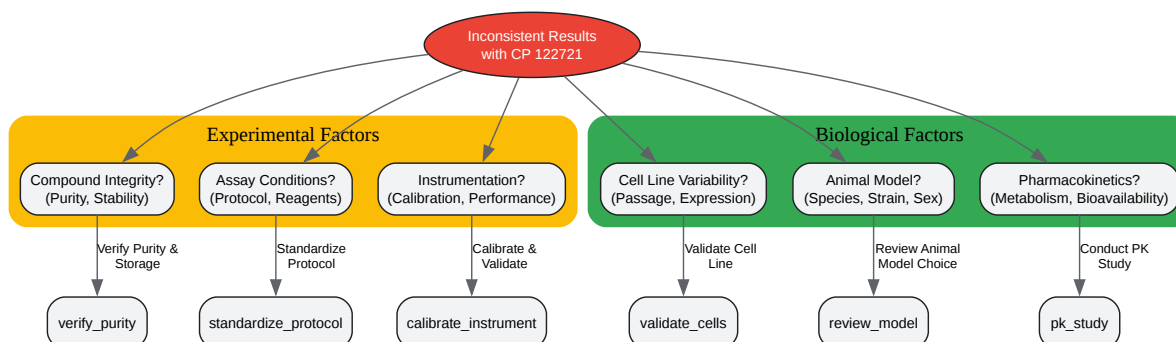 Inconsistent Results
with CP 122721
Experimental Factors
Biological Factors
Compound Integrity?
(Purity, Stability)
Assay Conditions?
(Protocol, Reagents)
Instrumentation?
(Calibration, Performance)
Cell Line Variability?
(Passage, Expression)
Animal Model?
(Species, Strain, Sex)
Pharmacokinetics?
(Metabolism, Bioavailability)
Verify Purity &
Storage
Standardize
Protocol
Calibrate &
Validate
Validate Cell
Line
Review Animal
Model Choice
Conduct PK
Study
verify_purity
standardize_protocol
calibrate_instrument
validate_cells
review_model
pk_study